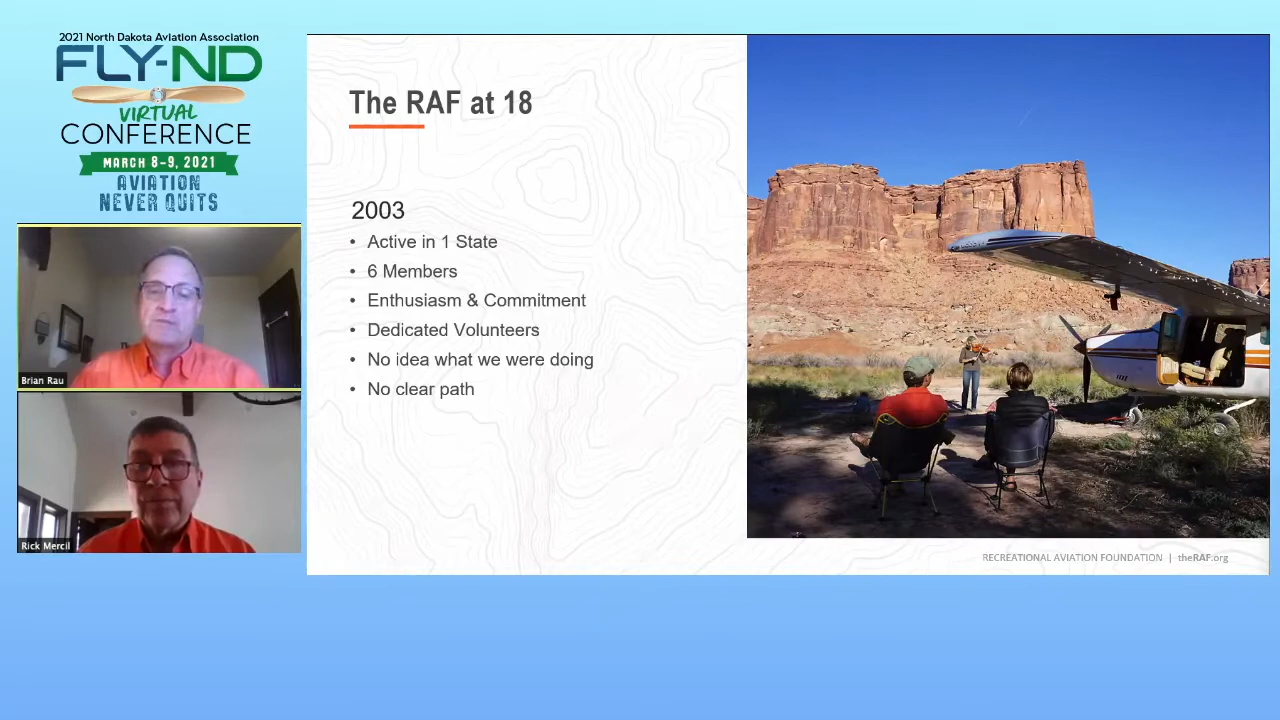 2021 North Dakota Aviation Association
FLY-ND
VIRTUAL
CONFERENCE
MARCH 8-9, 2021
AVIATION
NEVER QUITS
Brian Rau
Rick Mercil
The RAF at 18
2003
• Active in 1 State
• 6 Members
• Enthusiasm & Commitment
• Dedicated Volunteers
• No idea what we were doing
• No clear path
RECREATIONAL AVIATION FOUNDATION | theRAF.org